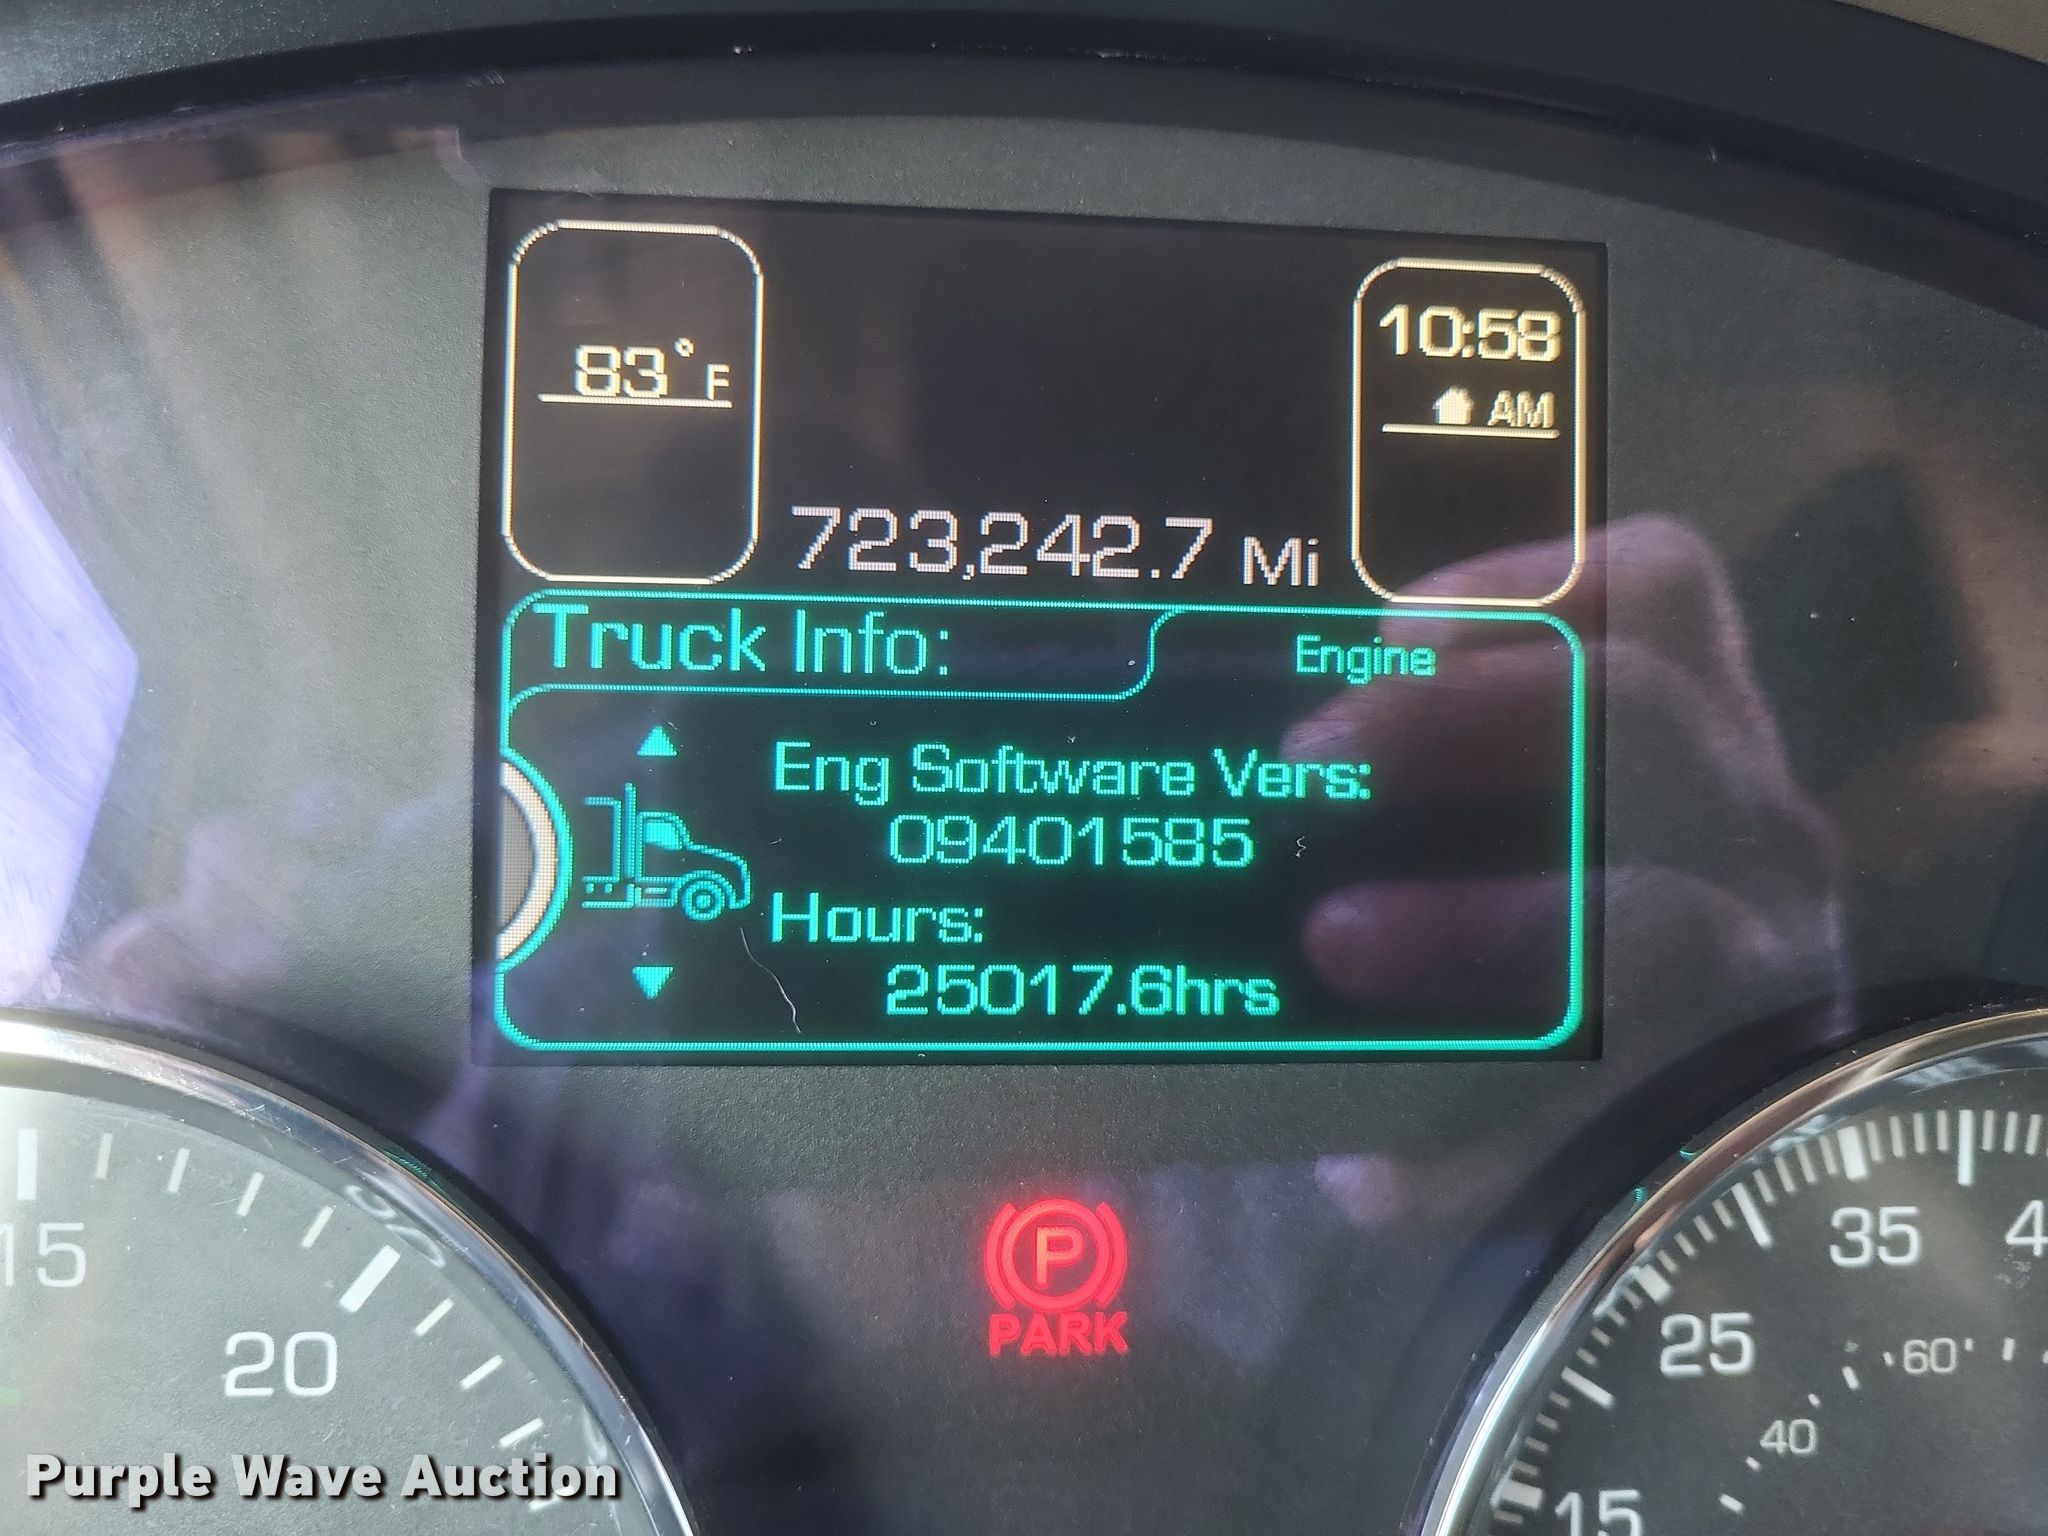 83°F
10:58
AM
723,242.7 Mi
Truck Info:
Engine
Eng Software Vers:
09401585
Hours:
25017.6hrs
P
PARK
15
20
35
25
60
40
15
Purple Wave Auction